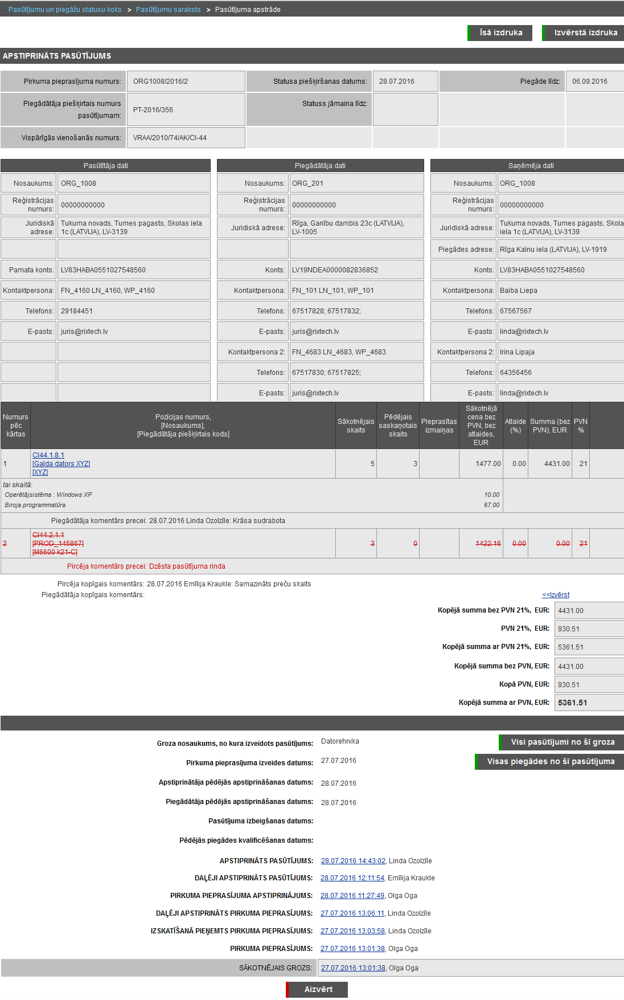 Pasūtījumu un piegāžu statusu koks > Pasūtījumu saraksts > Pasūtījuma apstrāde
Īsā izdruka Izvērstā izdruka
APSTIPRINĀTS PASŪTĪJUMS
Pirkuma pieprasījuma numurs: ORG1008/2016/2 Statusa piešķiršanas datums: 28.07.2016 Piegāde līdz: 06.09.2016
Piegādātāja piešķirtais numurs pasūtījumam: PT-2016/356 Statuss jāmaina līdz:
Vispārīgās vienošanās numurs: VRAA/2010/74/AK/CI-44
Pasūtītāja dati
Nosaukums: ORG_1008
Reģistrācijas numurs: 00000000000
Juridiskā adrese: Tukuma novads, Tumes pagasts, Skolas iela 1c (LATVIJA), LV-3139
Pamata konts: LV83HABA0551027548560
Kontaktpersona: FN_4160 LN_4160, WP_4160
Telefons: 29184451
E-pasts: juris@rixtech.lv
Piegādātāja dati
Nosaukums: ORG_201
Reģistrācijas numurs: 00000000000
Juridiskā adrese: Rīga, Ganību dambis 23c (LATVIJA), LV-1005
Konts: LV19NDEA0000082836852
Kontaktpersona: FN_101 LN_101, WP_101
Telefons: 67517828; 67517832;
E-pasts: juris@rixtech.lv
Kontaktpersona 2: FN_4683 LN_4683, WP_4683
Telefons: 67517830; 67517825;
E-pasts: juris@rixtech.lv
Saņēmēja dati
Nosaukums: ORG_1008
Reģistrācijas numurs: 00000000000
Juridiskā adrese: Tukuma novads, Tumes pagasts, Skola iela 1c (LATVIJA), LV-3139
Piegādes adrese: Rīga Kalnu iela (LATVIJA), LV-1919
Konts: LV83HABA0551027548560
Kontaktpersona: Baiba Liepa
Telefons: 67567567
E-pasts: linda@rixtech.lv
Kontaktpersona 2: Irina Lipaja
Telefons: 64356456
E-pasts: linda@rixtech.lv
Numurs pēc kārtas
Pozīcijas numurs, [Nosaukums], [Piegādātāja piešķirtais kods]
Sākotnējais skaits
Pēdējais saskaņotais skaits
Pieprasītas izmaiņas
Sākotnējā cena bez PVN, bez atlaides, EUR
Atlaide (%)
Summa (bez PVN), EUR
PVN %
1 CI44.1.8.1 [Galda dators XYZ] [XYZ] 5 3 1477.00 0.00 4431.00 21
tai skaitā:
Operētājsistēma : Windows XP 10.00
Biroja programmatūra 67.00
Piegādātāja komentārs precei: 28.07.2016 Linda Ozolzīle: Krāsa sudrabota
2 CI44.2.1.1 [PROD_145867] [M6600 k21-C] 3 0 1422.16 0.00 0.00 21
Pircēja komentārs precei: Dzēsta pasūtījuma rinda
Pircēja kopīgais komentārs: 28.07.2016 Emīlija Kraukle: Samazināts preču skaits
Piegādātāja kopīgais komentārs: <<Izvērst
Kopējā summa bez PVN 21%, EUR: 4431.00
PVN 21%, EUR: 930.51
Kopējā summa ar PVN 21%, EUR: 5361.51
Kopējā summa bez PVN, EUR: 4431.00
Kopā PVN, EUR: 930.51
Kopējā summa ar PVN, EUR: 5361.51
Groza nosaukums, no kura izveidots pasūtījums: Datorehnika Visi pasūtījumi no šī groza
Pirkuma pieprasījuma izveides datums: 27.07.2016 Visas piegādes no šī pasūtījuma
Apstiprinātāja pēdējās apstiprināšanas datums: 28.07.2016
Piegādātāja pēdējās apstiprināšanas datums: 28.07.2016
Pasūtījuma izbeigšanas datums:
Pēdējās piegādes kvalificēšanas datums:
APSTIPRINĀTS PASŪTĪJUMS: 28.07.2016 14:43:02, Linda Ozolzīle
DAĻĒJI APSTIPRINĀTS PASŪTĪJUMS: 28.07.2016 12:11:54, Emīlija Kraukle
PIRKUMA PIEPRASĪJUMA APSTIPRINĀJUMS: 28.07.2016 11:27:49, Olga Oga
DAĻĒJI APSTIPRINĀTS PIRKUMA PIEPRASĪJUMS: 27.07.2016 13:06:11, Linda Ozolzīle
IZSKATĪŠANĀ PIEŅEMTS PIRKUMA PIEPRASĪJUMS: 27.07.2016 13:03:58, Linda Ozolzīle
PIRKUMA PIEPRASĪJUMS: 27.07.2016 13:01:38, Olga Oga
SĀKOTNĒJAIS GROZS: 27.07.2016 13:01:38, Olga Oga
Aizvērt